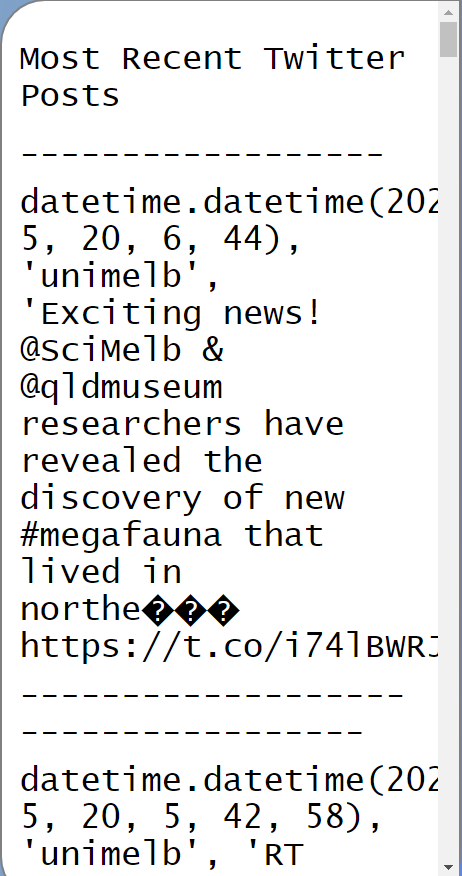 Most Recent Twitter
Posts
-------------------
datetime.datetime(202
5, 20, 6, 44),
'unimelb',
'Exciting news!
@SciMelb &
@qldmuseum
researchers have
revealed the
discovery of new
#megafauna that
lived in
northe���
https://t.co/i74lBWRJ
-------------------
-----------------
datetime.datetime(202
5, 20, 5, 42, 58),
'unimelb', 'RT